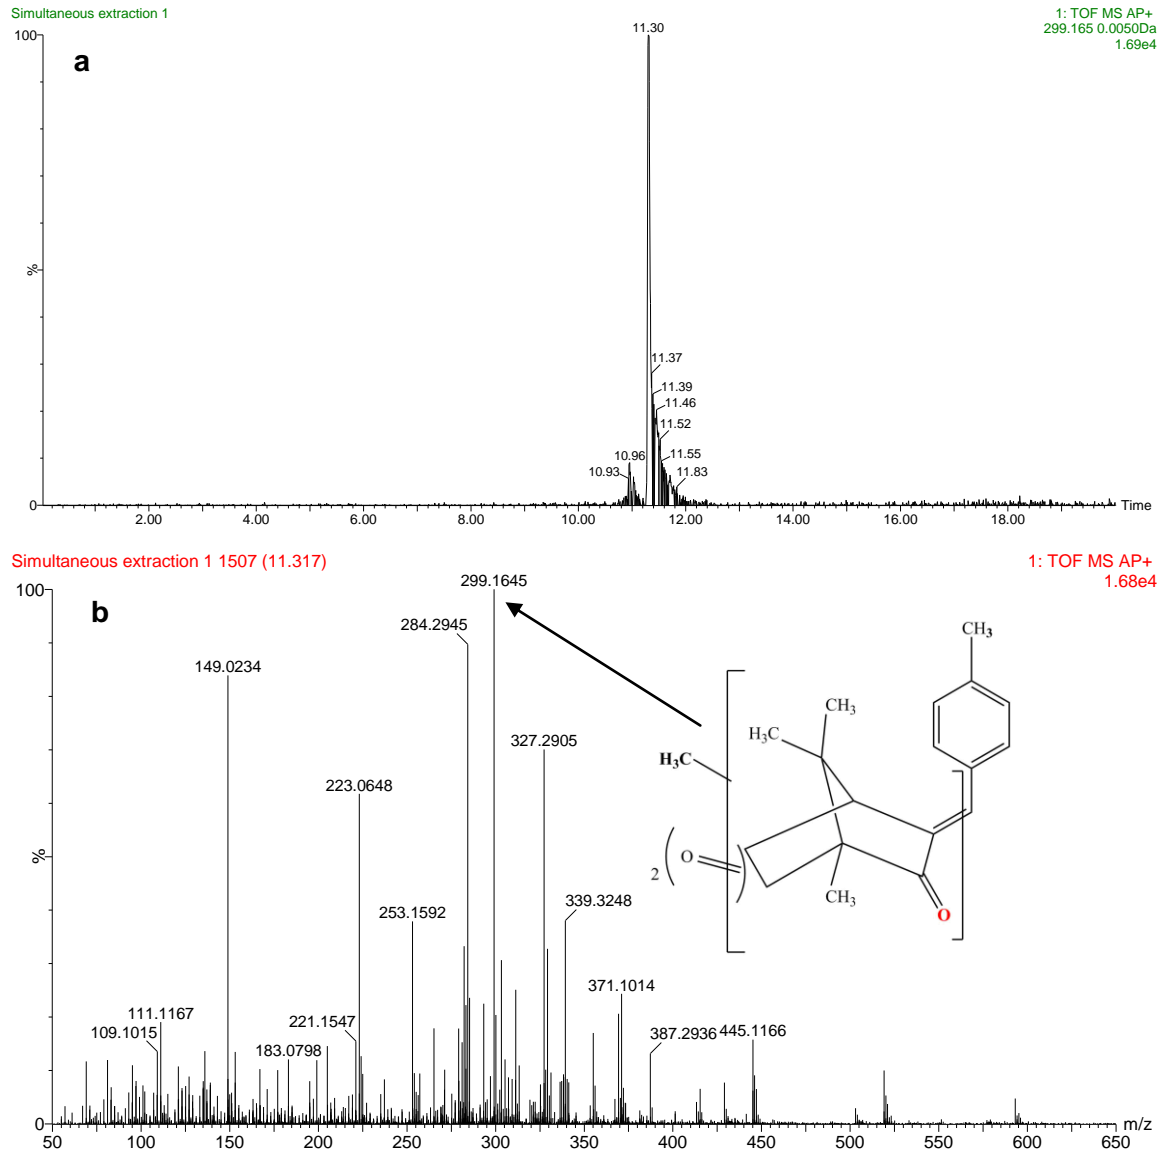 Simultaneous extraction 1
1: TOF MS AP+
299.165 0.0050Da
1.69e4
a
100
%
0
11.30
11.37
11.39
11.46
11.52
11.55
11.83
10.96
10.93
2.00 4.00 6.00 8.00 10.00 12.00 14.00 16.00 18.00
Time
Simultaneous extraction 1 1507 (11.317)
1: TOF MS AP+
1.68e4
b
100
%
0
299.1645
284.2945
149.0234
327.2905
223.0648
253.1592
339.3248
371.1014
111.1167
109.1015
221.1547
183.0798
387.2936
445.1166
CH3
CH3
H3C
H3C
2 ( O )
CH3
O
50 100 150 200 250 300 350 400 450 500 550 600 650
m/z